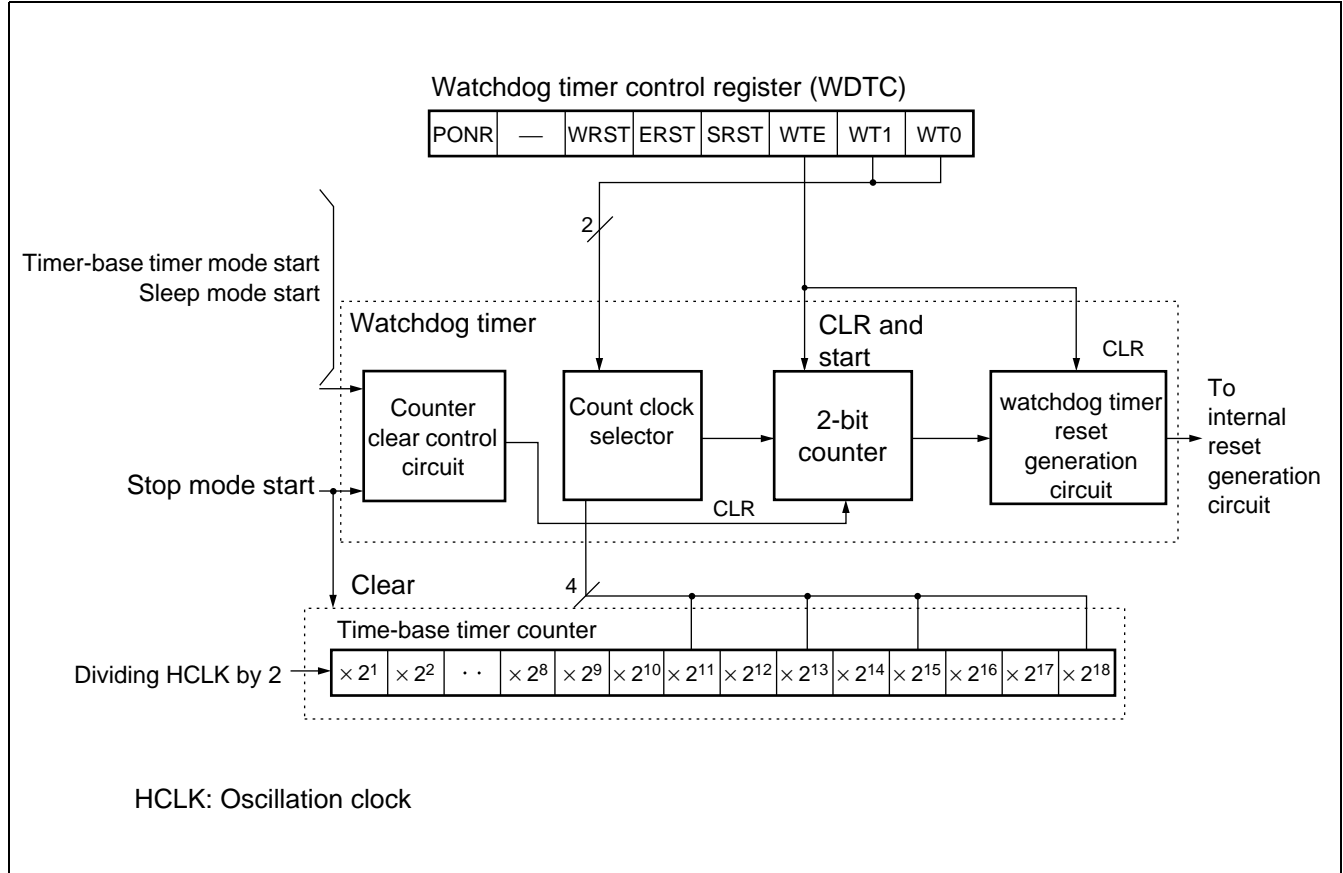 Watchdog timer control register (WDTC)
PONR — WRST ERST SRST WTE WT1 WT0
2
Timer-base timer mode start
Sleep mode start
Watchdog timer
CLR and
start
CLR
Counter
clear control
circuit
Count clock
selector
2-bit
counter
watchdog timer
reset
generation
circuit
To
internal
reset
generation
circuit
Stop mode start
CLR
Clear
4
Time-base timer counter
Dividing HCLK by 2
× 2¹ × 2² · · × 2⁸ × 2⁹ × 2¹⁰ × 2¹¹ × 2¹² × 2¹³ × 2¹⁴ × 2¹⁵ × 2¹⁶ × 2¹⁷ × 2¹⁸
HCLK: Oscillation clock